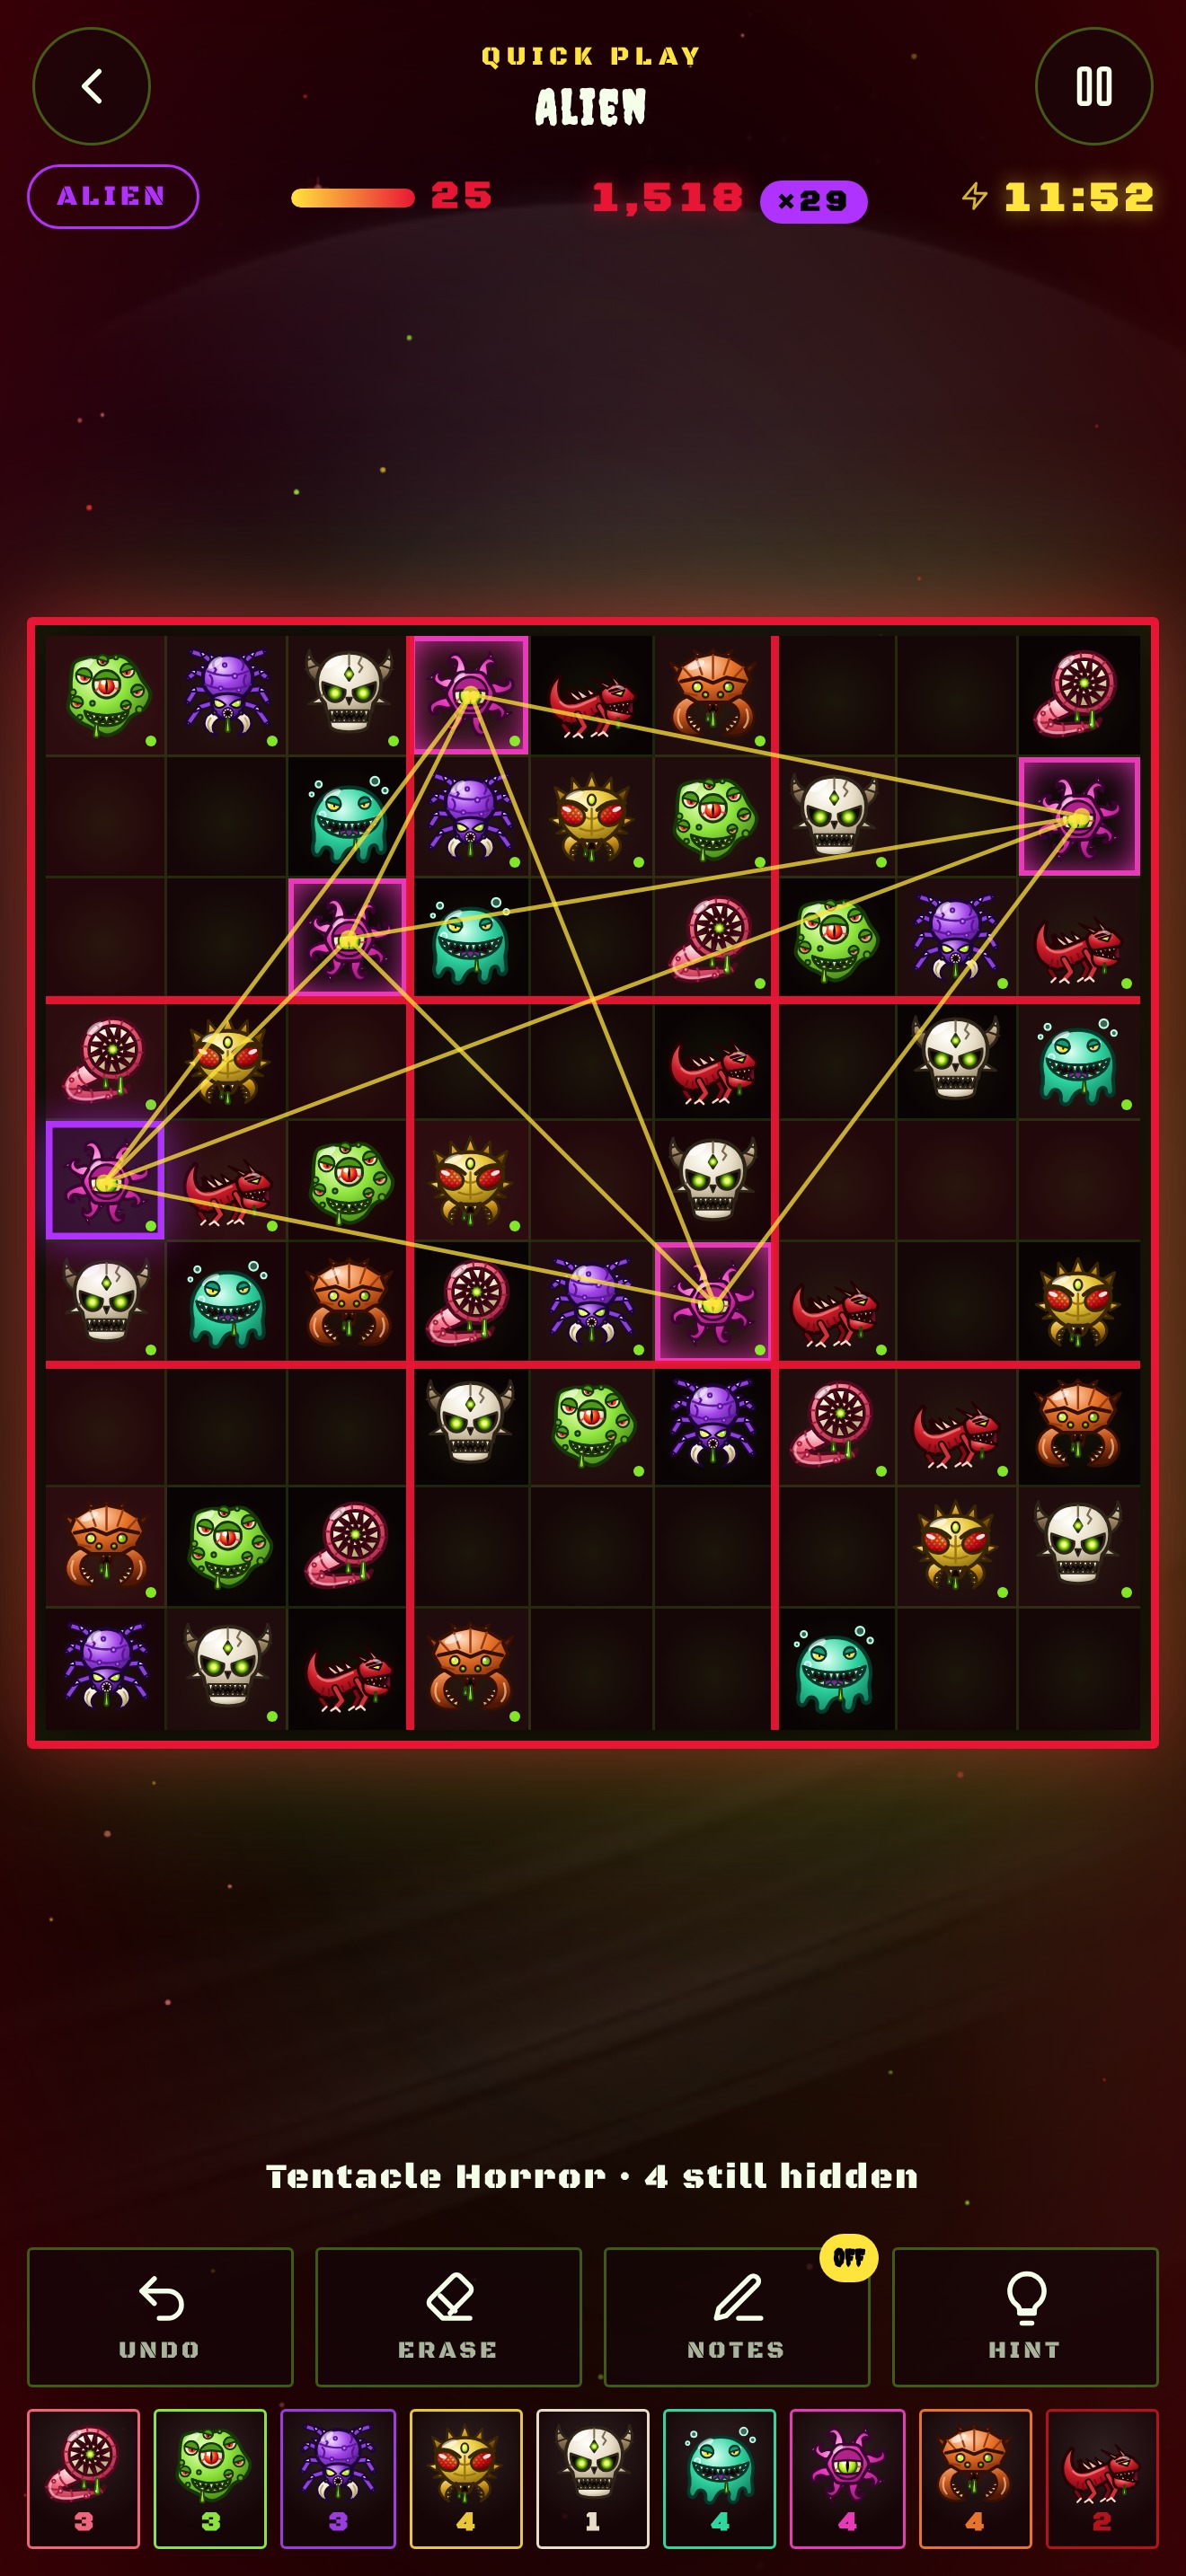 QUICK PLAY
ALIEN
ALIEN
25
1,518
×29
11:52
Tentacle Horror · 4 still hidden
OFF
UNDO
ERASE
NOTES
HINT
3
3
3
4
1
4
4
4
2